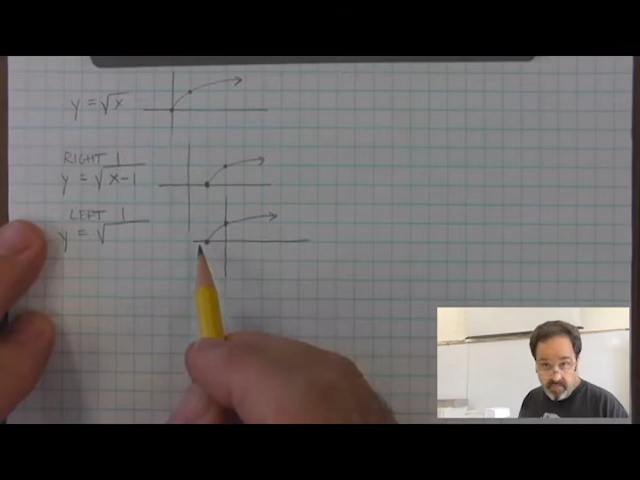 y = √x
RIGHT 1
y = √x-1
LEFT 1
y = √